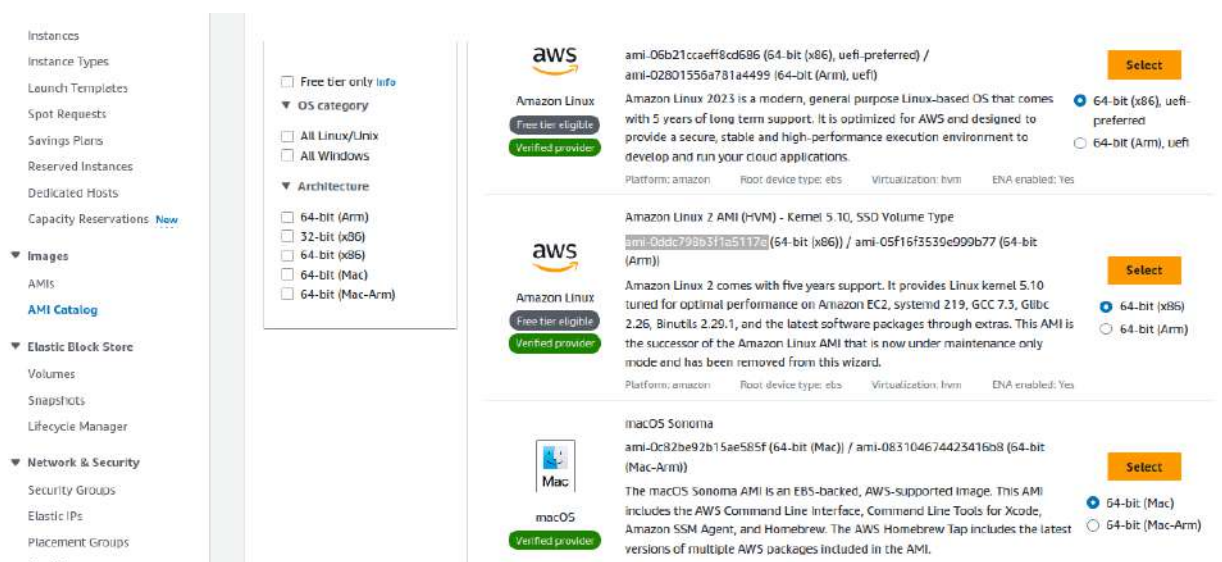 Instances
Instance Types
Launch Templates
Spot Requests
Savings Plans
Reserved Instances
Dedicated Hosts
Capacity Reservations New
Images
AMIs
AMI Catalog
Elastic Block Store
Volumes
Snapshots
Lifecycle Manager
Network & Security
Security Groups
Elastic IPs
Placement Groups
Free tier only Info
OS category
All Linux/Unix
All Windows
Architecture
64-bit (Arm)
32-bit (x86)
64-bit (x86)
64-bit (Mac)
64-bit (Mac-Arm)
aws
Amazon Linux
Free tier eligible
Verified provider
ami-06b21ccaeff8cd686 (64-bit (x86), uefi-preferred) /
ami-02801556a781a4499 (64-bit (Arm), uefi)
Amazon Linux 2023 is a modern, general purpose Linux-based OS that comes
with 5 years of long term support. It is optimized for AWS and designed to
provide a secure, stable and high-performance execution environment to
develop and run your cloud applications.
Platform: amazon Root device type: ebs Virtualization: hvm ENA enabled: Yes
Select
64-bit (x86), uefi-
preferred
64-bit (Arm), uefi
aws
Amazon Linux
Free tier eligible
Verified provider
Amazon Linux 2 AMI (HVM) - Kernel 5.10, SSD Volume Type
ami-0ddc798b3f1a5117e (64-bit (x86)) / ami-05f16f3539e999b77 (64-bit
(Arm))
Amazon Linux 2 comes with five years support. It provides Linux kernel 5.10
tuned for optimal performance on Amazon EC2, systemd 219, GCC 7.3, Glibc
2.26, Binutils 2.29.1, and the latest software packages through extras. This AMI is
the successor of the Amazon Linux AMI that is now under maintenance only
mode and has been removed from this wizard.
Platform: amazon Root device type: ebs Virtualization: hvm ENA enabled: Yes
Select
64-bit (x86)
64-bit (Arm)
Mac
macOS
Verified provider
macOS Sonoma
ami-0c82be92b15ae585f (64-bit (Mac)) / ami-083104674423416b8 (64-bit
(Mac-Arm))
The macOS Sonoma AMI is an EBS-backed, AWS-supported image. This AMI
includes the AWS Command Line Interface, Command Line Tools for Xcode,
Amazon SSM Agent, and Homebrew. The AWS Homebrew Tap includes the latest
versions of multiple AWS packages included in the AMI.
Select
64-bit (Mac)
64-bit (Mac-Arm)